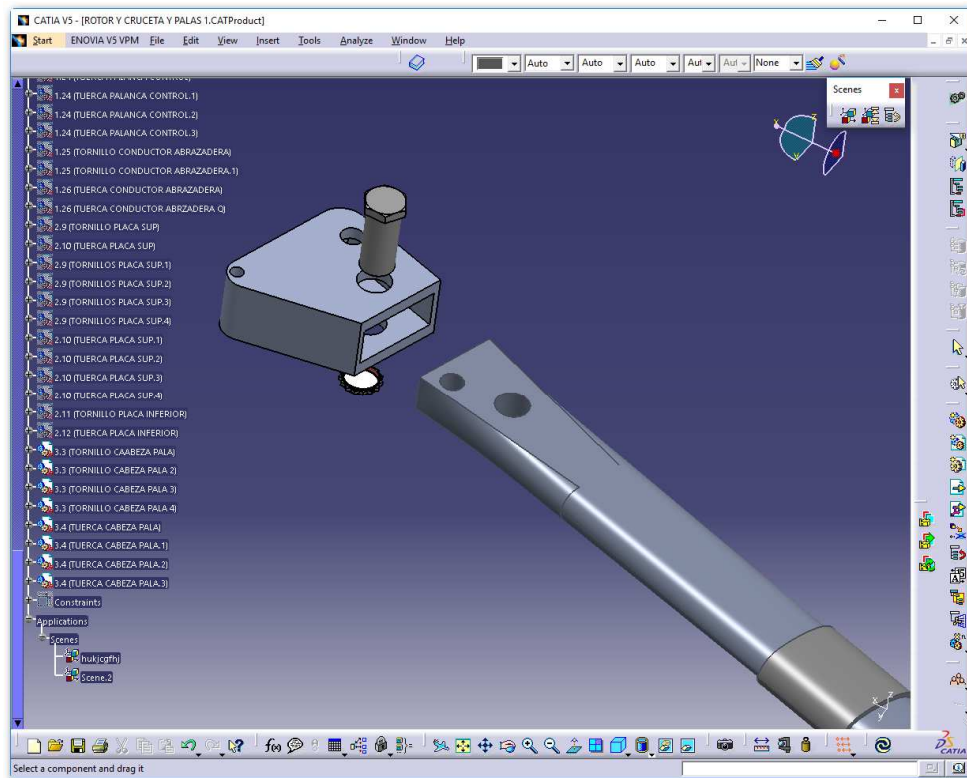 CATIA V5 - [ROTOR Y CRUCETA Y PALAS 1.CATProduct]
Start ENOVIA V5 VPM File Edit View Insert Tools Analyze Window Help
Auto Auto Auto Aut Aut None
Scenes
1.24 (TUERCA PALANCA CONTROL.1)
1.24 (TUERCA PALANCA CONTROL.2)
1.24 (TUERCA PALANCA CONTROL.3)
1.25 (TORNILLO CONDUCTOR ABRAZADERA)
1.25 (TORNILLO CONDUCTOR ABRAZADERA.1)
1.26 (TUERCA CONDUCTOR ABRAZADERA)
1.26 (TUERCA CONDUCTOR ABRZADERA Q)
2.9 (TORNILLO PLACA SUP)
2.10 (TUERCA PLACA SUP)
2.9 (TORNILLOS PLACA SUP.1)
2.9 (TORNILLOS PLACA SUP.2)
2.9 (TORNILLOS PLACA SUP.3)
2.9 (TORNILLOS PLACA SUP.4)
2.10 (TUERCA PLACA SUP.1)
2.10 (TUERCA PLACA SUP.2)
2.10 (TUERCA PLACA SUP.3)
2.10 (TUERCA PLACA SUP.4)
2.11 (TORNILLO PLACA INFERIOR)
2.12 (TUERCA PLACA INFERIOR)
3.3 (TORNILLO CAABEZA PALA)
3.3 (TORNILLO CABEZA PALA 2)
3.3 (TORNILLO CABEZA PALA 3)
3.3 (TORNILLO CABEZA PALA 4)
3.4 (TUERCA CABEZA PALA)
3.4 (TUERCA CABEZA PALA.1)
3.4 (TUERCA CABEZA PALA.2)
3.4 (TUERCA CABEZA PALA.3)
Constraints
Applications
Scenes
hukjcgfhj
Scene.2
x z y
x z y
f(x)
CATIA
Select a component and drag it